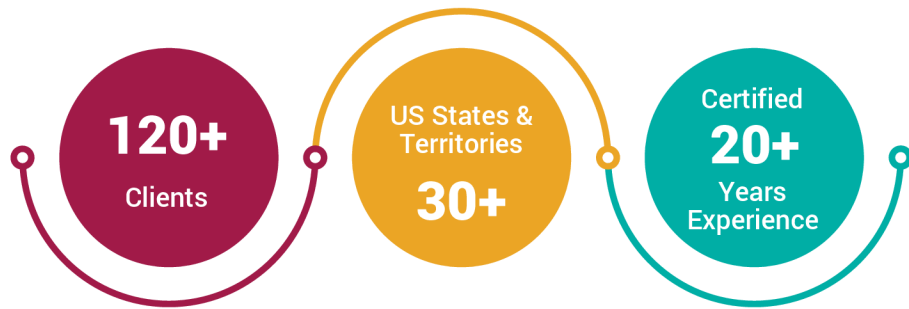 120+
Clients
US States &
Territories
30+
Certified
20+
Years
Experience